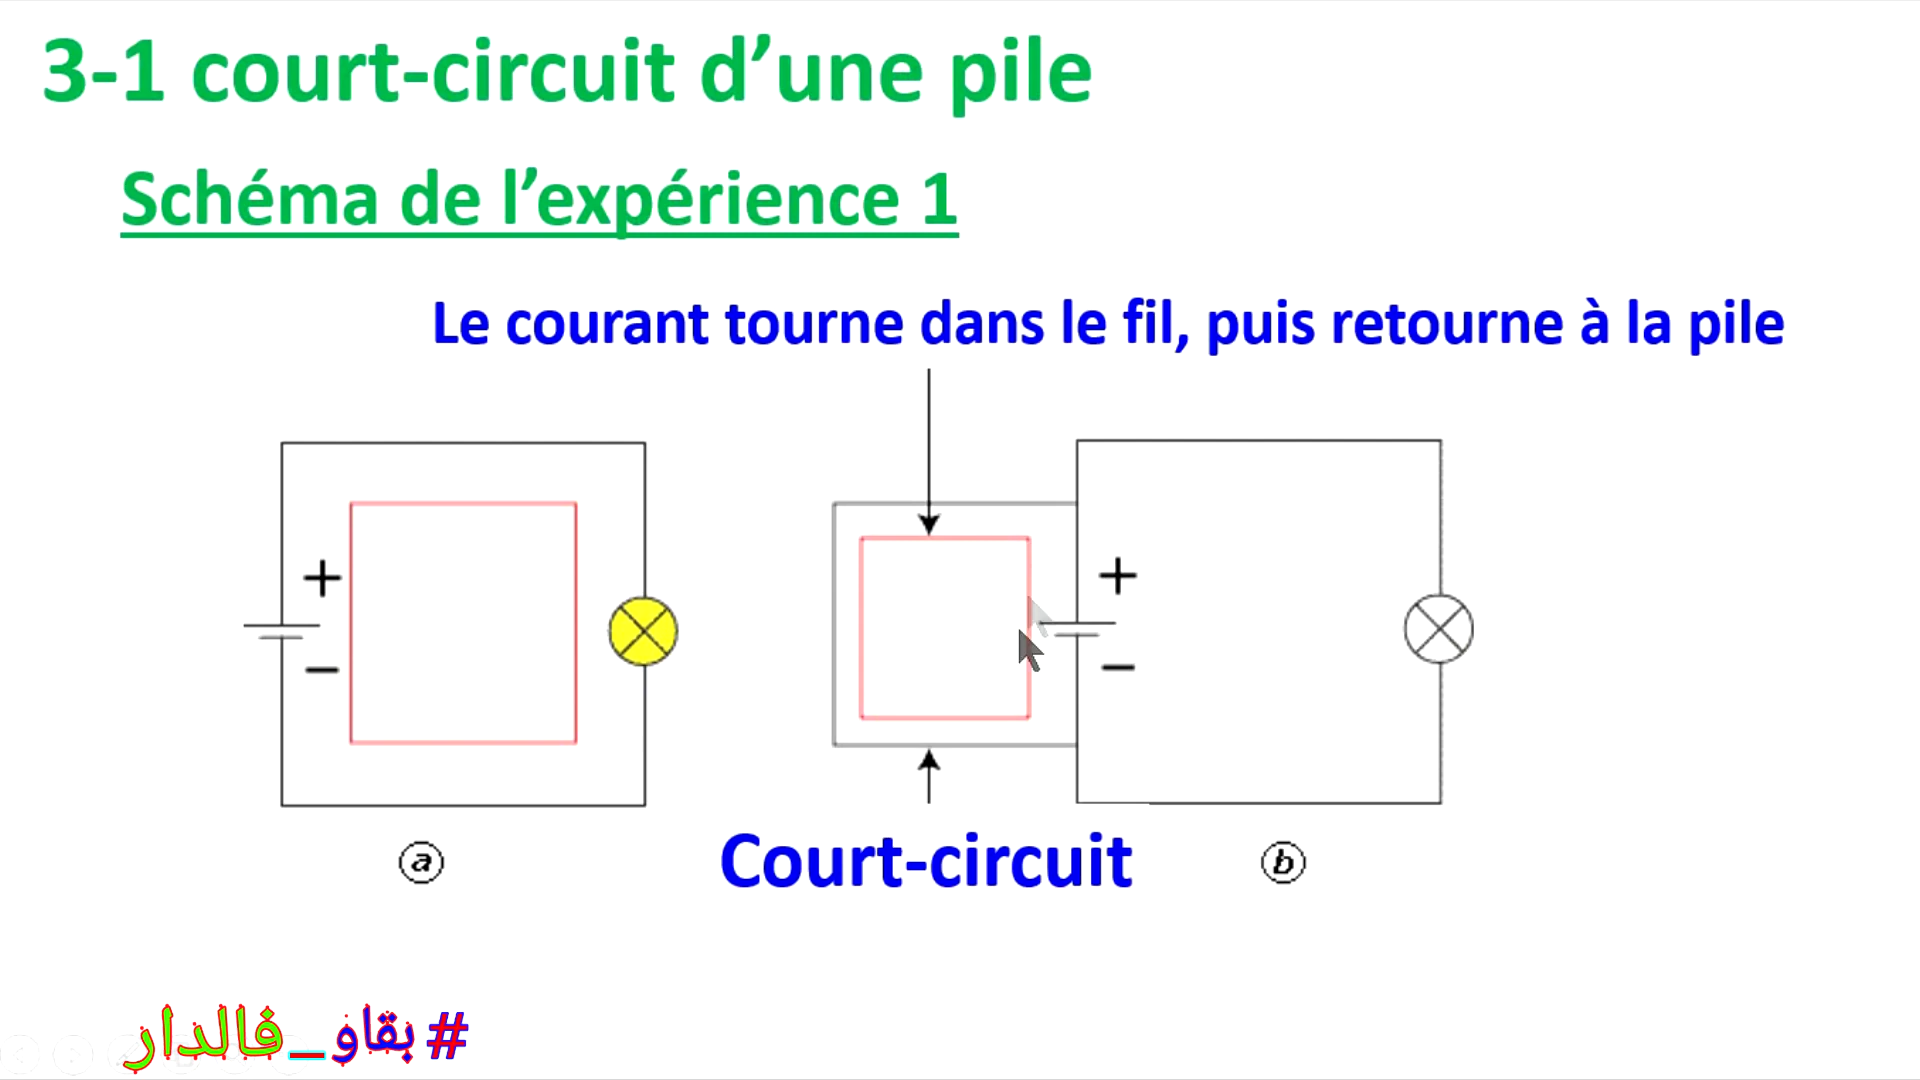 3-1 court-circuit d’une pile
Schéma de l’expérience 1
Le courant tourne dans le fil, puis retourne à la pile
+
−
+
−
a
Court-circuit
b
#بقاو_فالدار